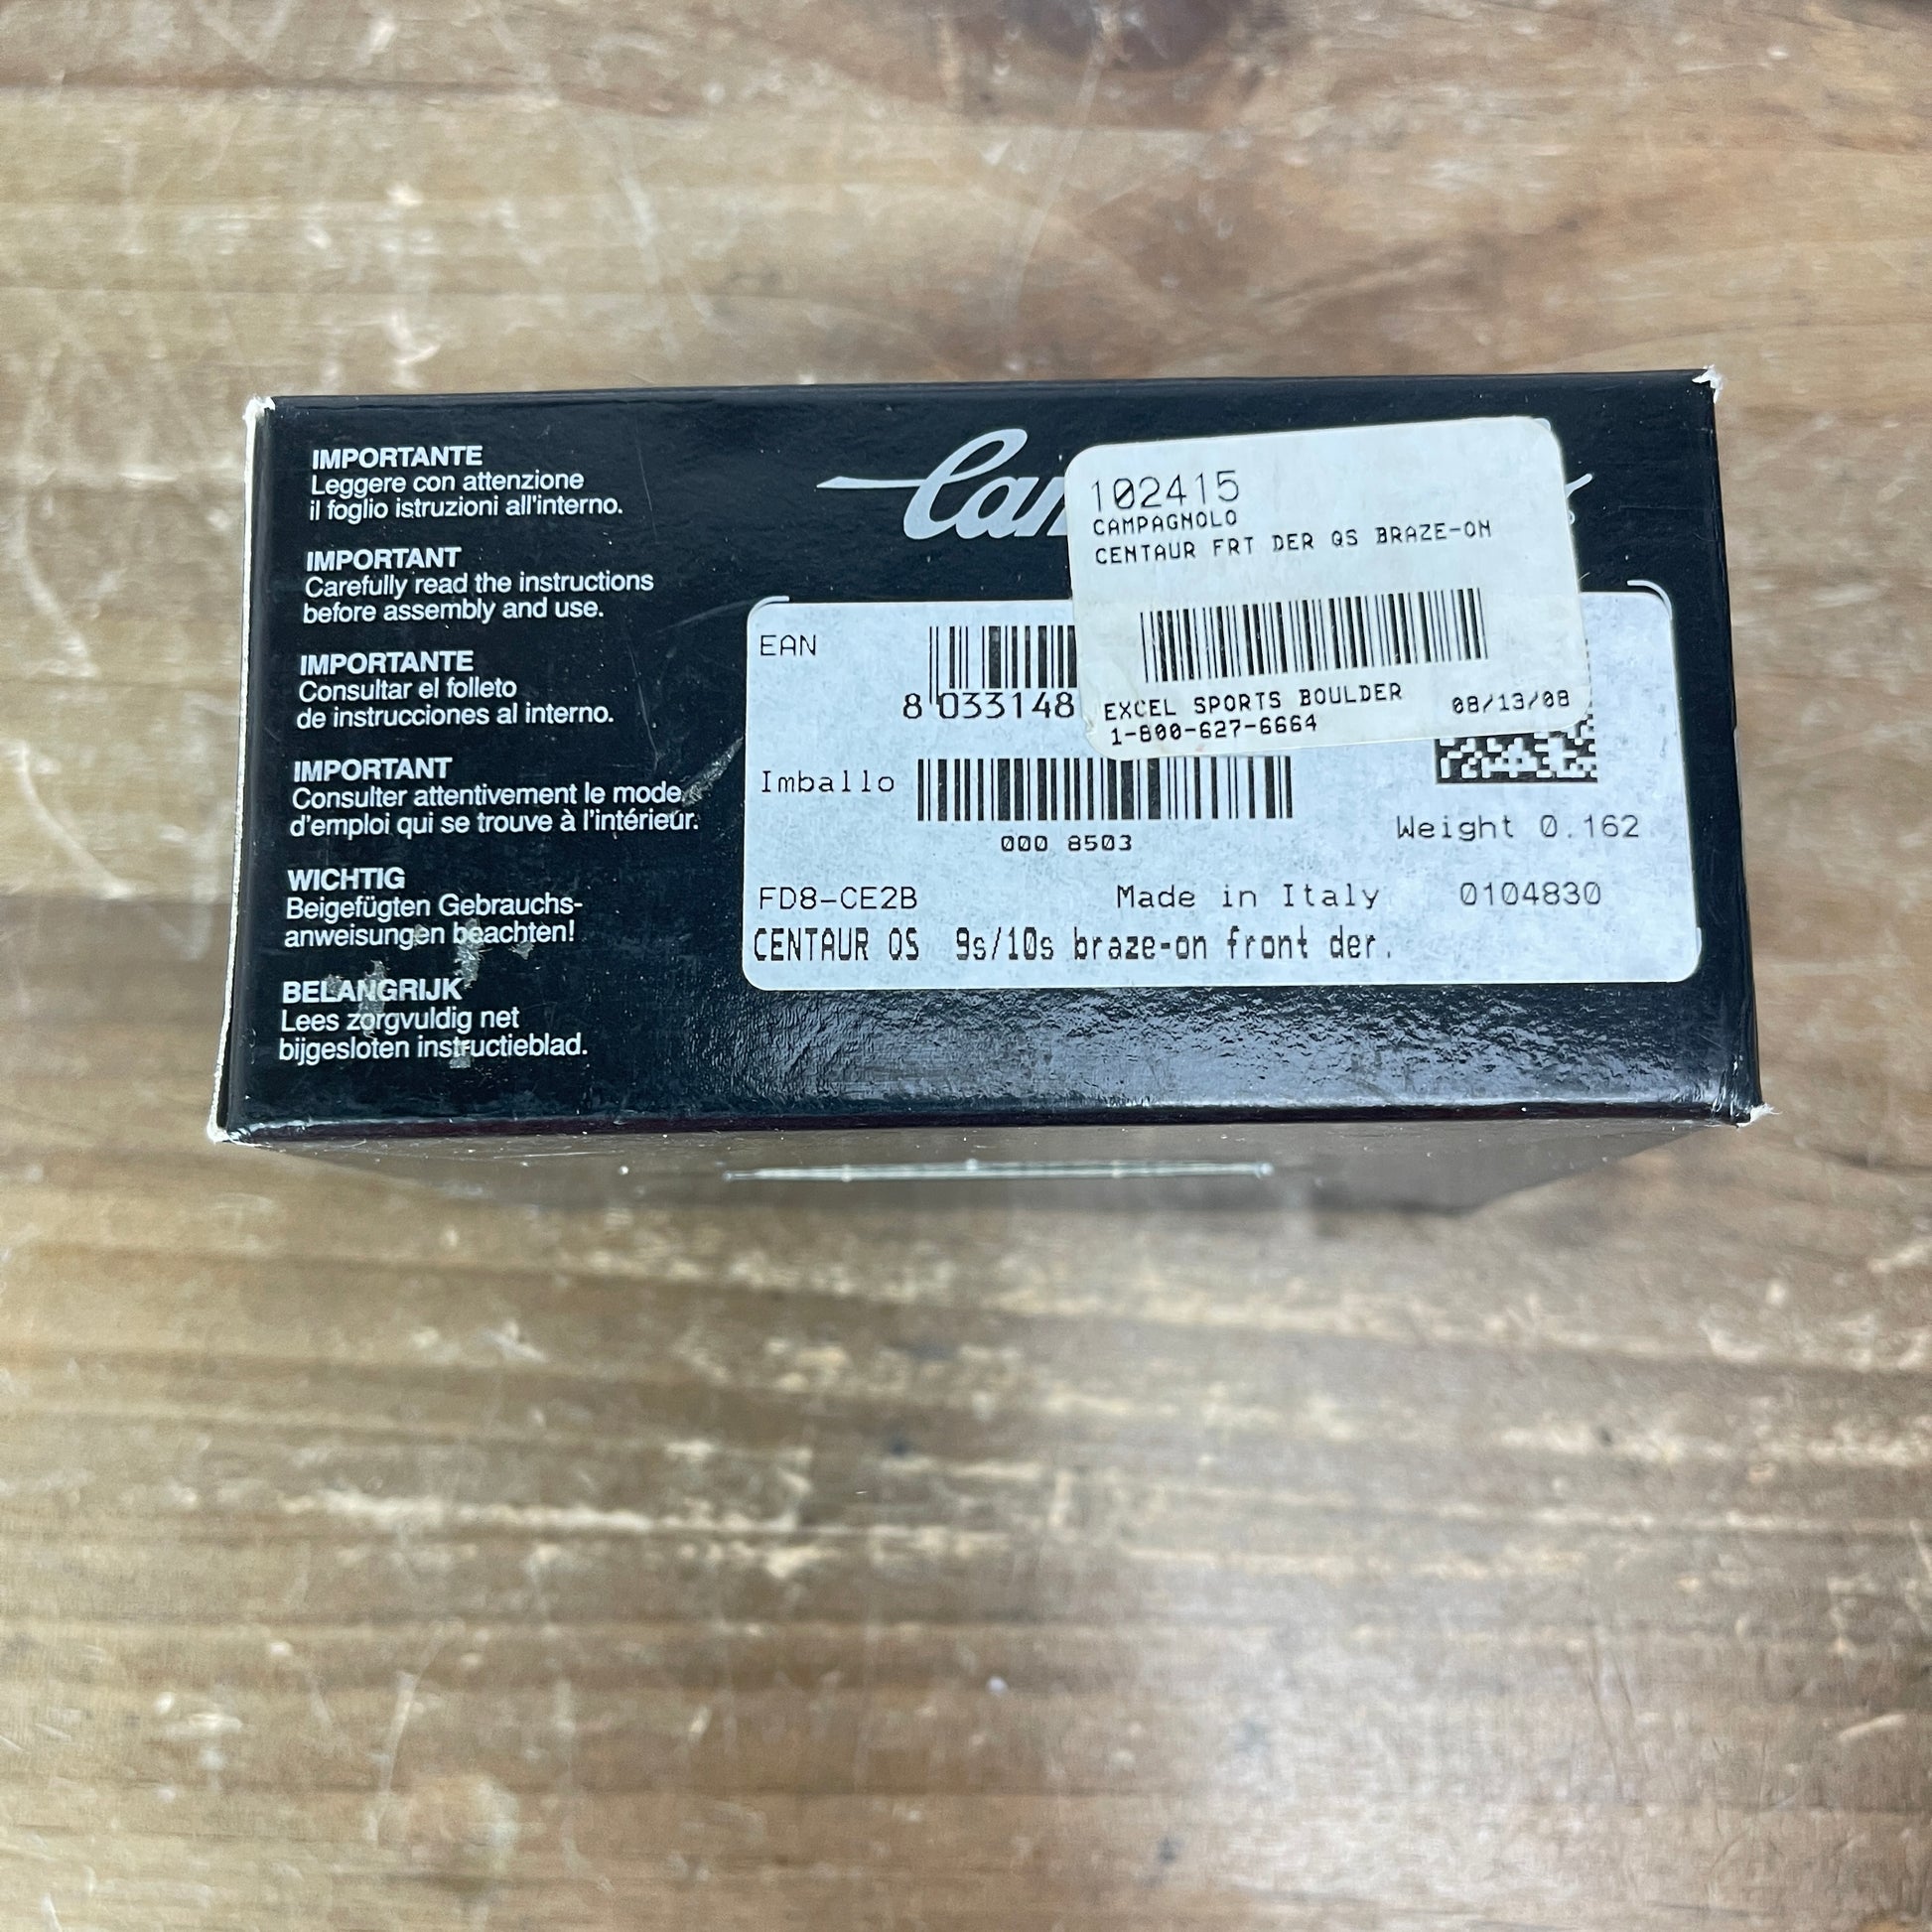 IMPORTANTE
Leggere con attenzione
il foglio istruzioni all'interno.
IMPORTANT
Carefully read the instructions
before assembly and use.
IMPORTANTE
Consultar el folleto
de instrucciones al interno.
IMPORTANT
Consulter attentivement le mode
d'emploi qui se trouve à l'intérieur.
WICHTIG
Beigefügten Gebrauchs-
anweisungen beachten!
BELANGRIJK
Lees zorgvuldig net
bijgesloten instructieblad.
102415
CAMPAGNOLO
CENTAUR FRT DER QS BRAZE-ON
EXCEL SPORTS BOULDER 08/13/08
1-800-627-6664
EAN
8 033148
Imballo
000 8503
Weight 0.162
FD8-CE2B Made in Italy 0104830
CENTAUR QS 9s/10s braze-on front der.